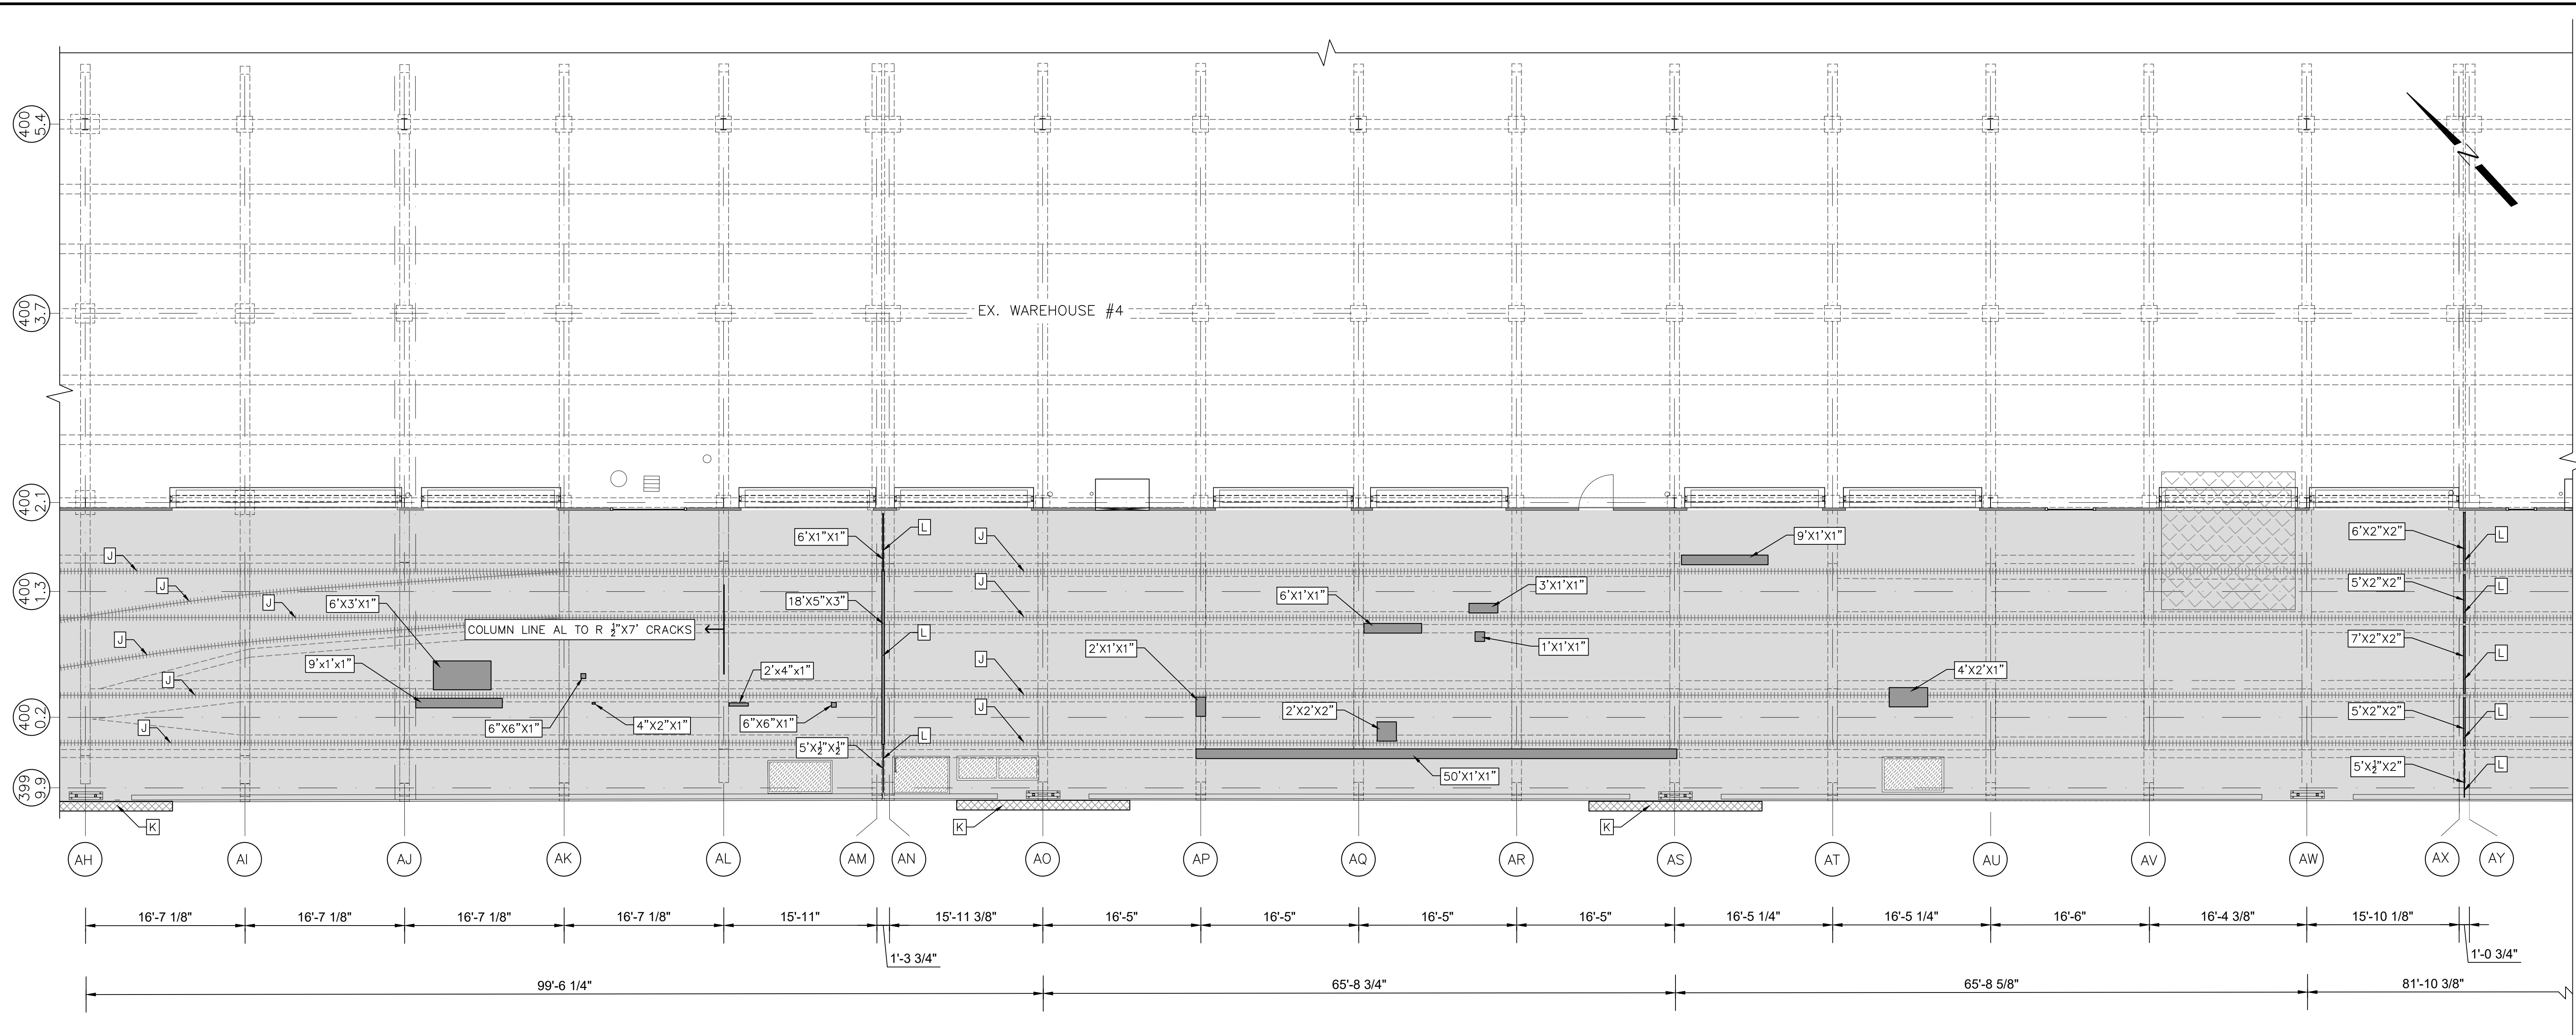 400
5.4
400
3.7
EX. WAREHOUSE #4
400
2.1
L
6'X1"X1"
J
9'X1'X1"
6'X2"X2"
L
J
J
J
6'X3'X1"
J
400
1.3
18'X5"X3"
6'X1'X1"
3'X1'X1"
5'X2"X2"
L
COLUMN LINE AL TO R ½"X7' CRACKS
L
J
9'x1'x1"
2'x4"x1"
J
2'X1'X1"
1'X1'X1"
7'X2"X2"
L
4'X2'X1"
J
400
0.2
J
6"X6"X1"
4"X2"X1"
6"X6"X1"
J
2'X2'X2"
5'X2"X2"
L
L
5'X½"X½"
50'X1'X1"
5'X½"X2"
L
399
9.9
K
K
K
AH
AI
AJ
AK
AL
AM
AN
AO
AP
AQ
AR
AS
AT
AU
AV
AW
AX
AY
16'-7 1/8"
16'-7 1/8"
16'-7 1/8"
16'-7 1/8"
15'-11"
15'-11 3/8"
16'-5"
16'-5"
16'-5"
16'-5"
16'-5 1/4"
16'-5 1/4"
16'-6"
16'-4 3/8"
15'-10 1/8"
1'-3 3/4"
1'-0 3/4"
99'-6 1/4"
65'-8 3/4"
65'-8 5/8"
81'-10 3/8"